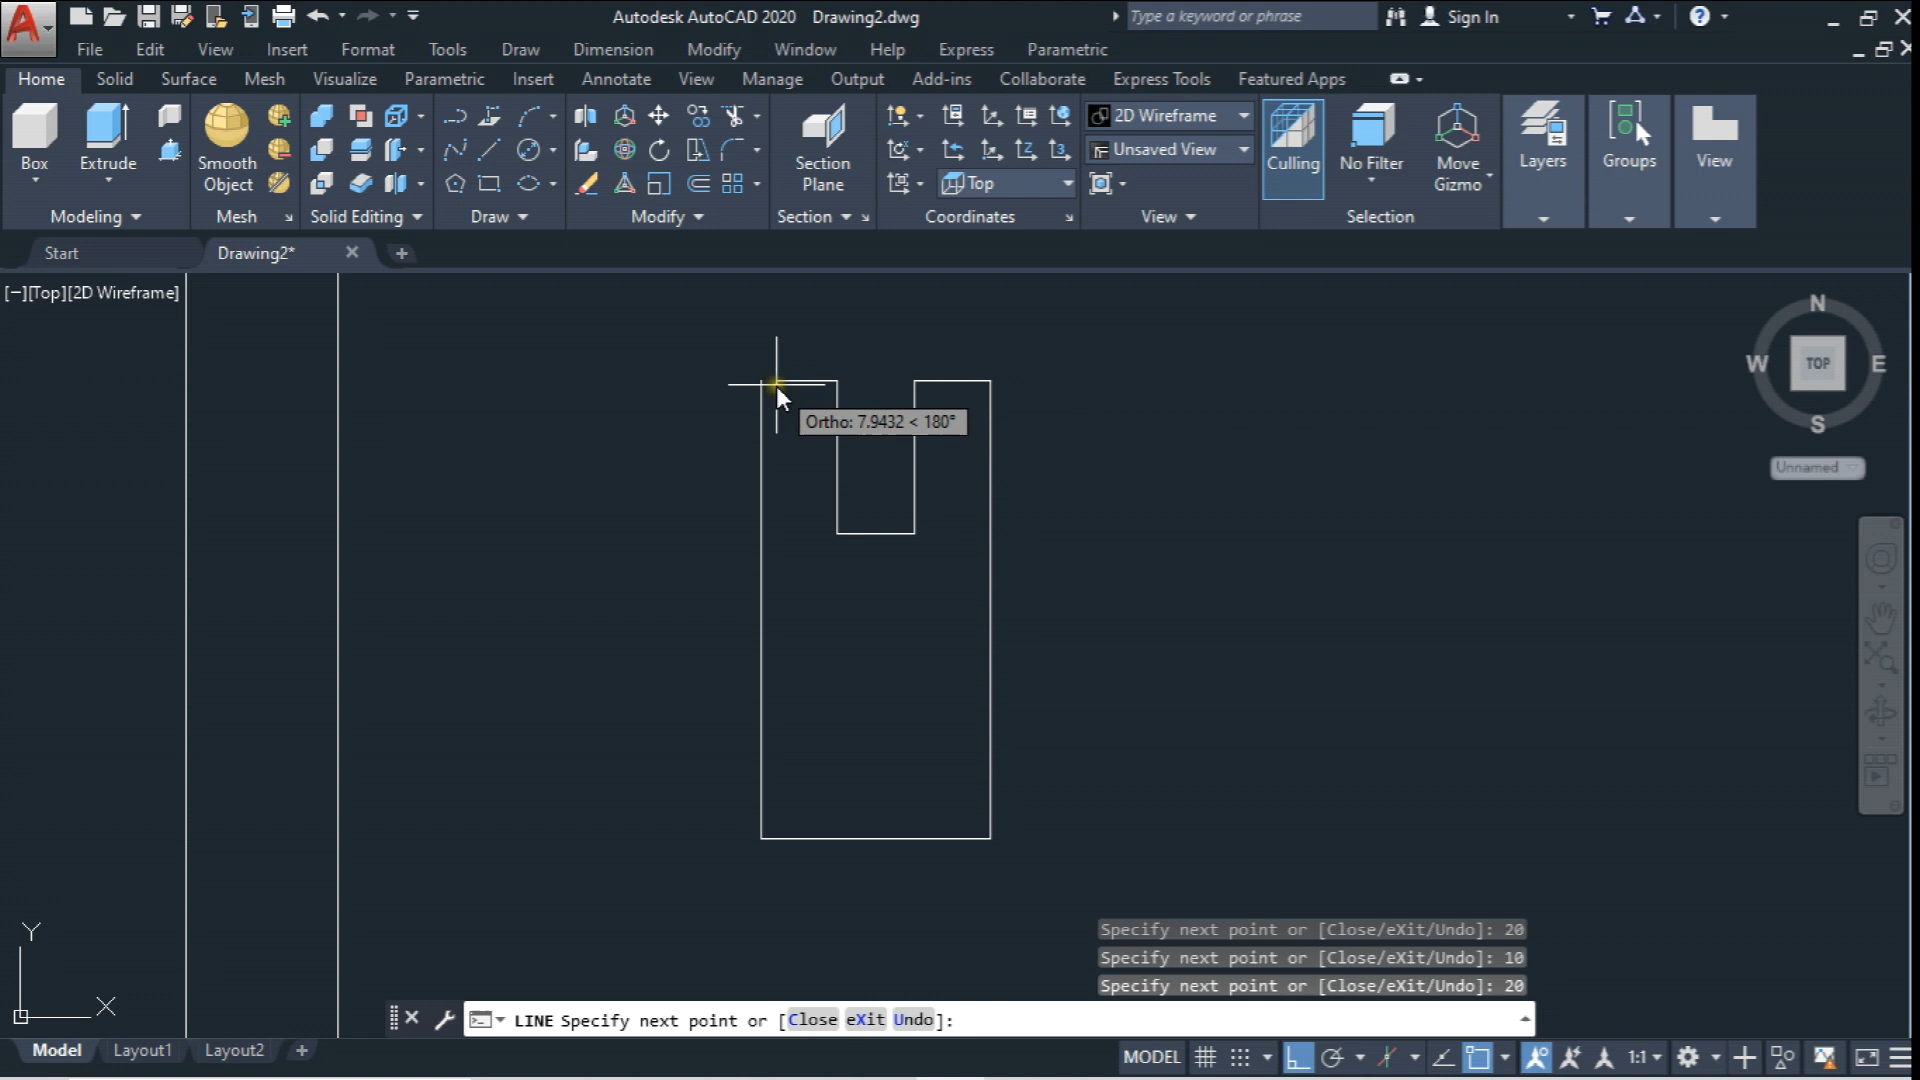 Autodesk AutoCAD 2020 Drawing2.dwg
Type a keyword or phrase
Sign In
File Edit View Insert Format Tools Draw Dimension Modify Window Help Express Parametric
Home Solid Surface Mesh Visualize Parametric Insert Annotate View Manage Output Add-ins Collaborate Express Tools Featured Apps
Box
Extrude
Smooth Object
Section Plane
2D Wireframe
Unsaved View
Top
Culling
No Filter
Move Gizmo
Layers
Groups
View
Modeling Mesh Solid Editing Draw Modify Section Coordinates View Selection
Start Drawing2*
[−][Top][2D Wireframe]
N
W TOP E
S
Unnamed
Ortho: 7.9432 < 180°
Y
X
Specify next point or [Close/eXit/Undo]: 20
Specify next point or [Close/eXit/Undo]: 10
Specify next point or [Close/eXit/Undo]: 20
LINE Specify next point or [Close eXit Undo]:
Model Layout1 Layout2
MODEL 1:1